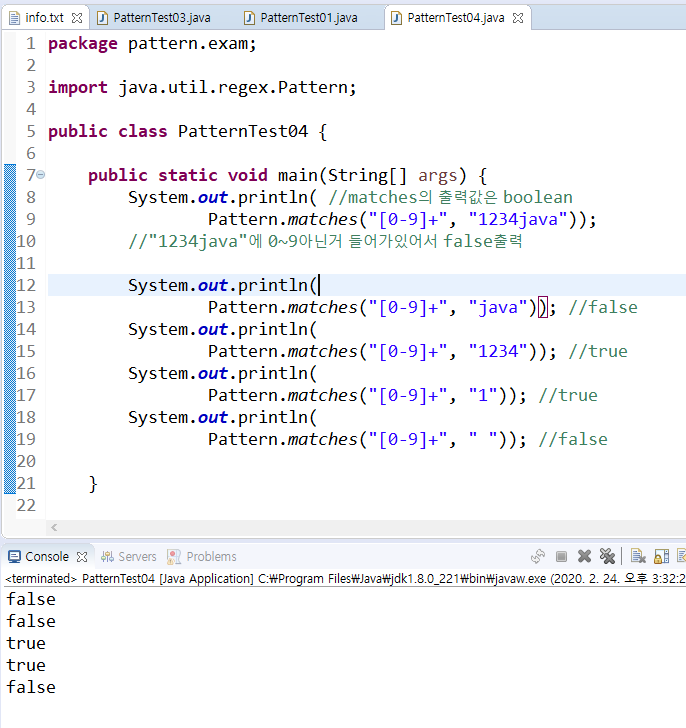 info.txt PatternTest03.java PatternTest01.java PatternTest04.java
1 package pattern.exam;
2
3 import java.util.regex.Pattern;
4
5 public class PatternTest04 {
6
7 public static void main(String[] args) {
8 System.out.println( //matches의 출력값은 boolean
9 Pattern.matches("[0-9]+", "1234java"));
10 //"1234java"에 0~9아닌거 들어가있어서 false출력
11
12 System.out.println(
13 Pattern.matches("[0-9]+", "java")); //false
14 System.out.println(
15 Pattern.matches("[0-9]+", "1234")); //true
16 System.out.println(
17 Pattern.matches("[0-9]+", "1")); //true
18 System.out.println(
19 Pattern.matches("[0-9]+", " ")); //false
20
21 }
22
Console Servers Problems
<terminated> PatternTest04 [Java Application] C:₩Program Files₩Java₩jdk1.8.0_221₩bin₩javaw.exe (2020. 2. 24. 오후 3:32:2
false
false
true
true
false